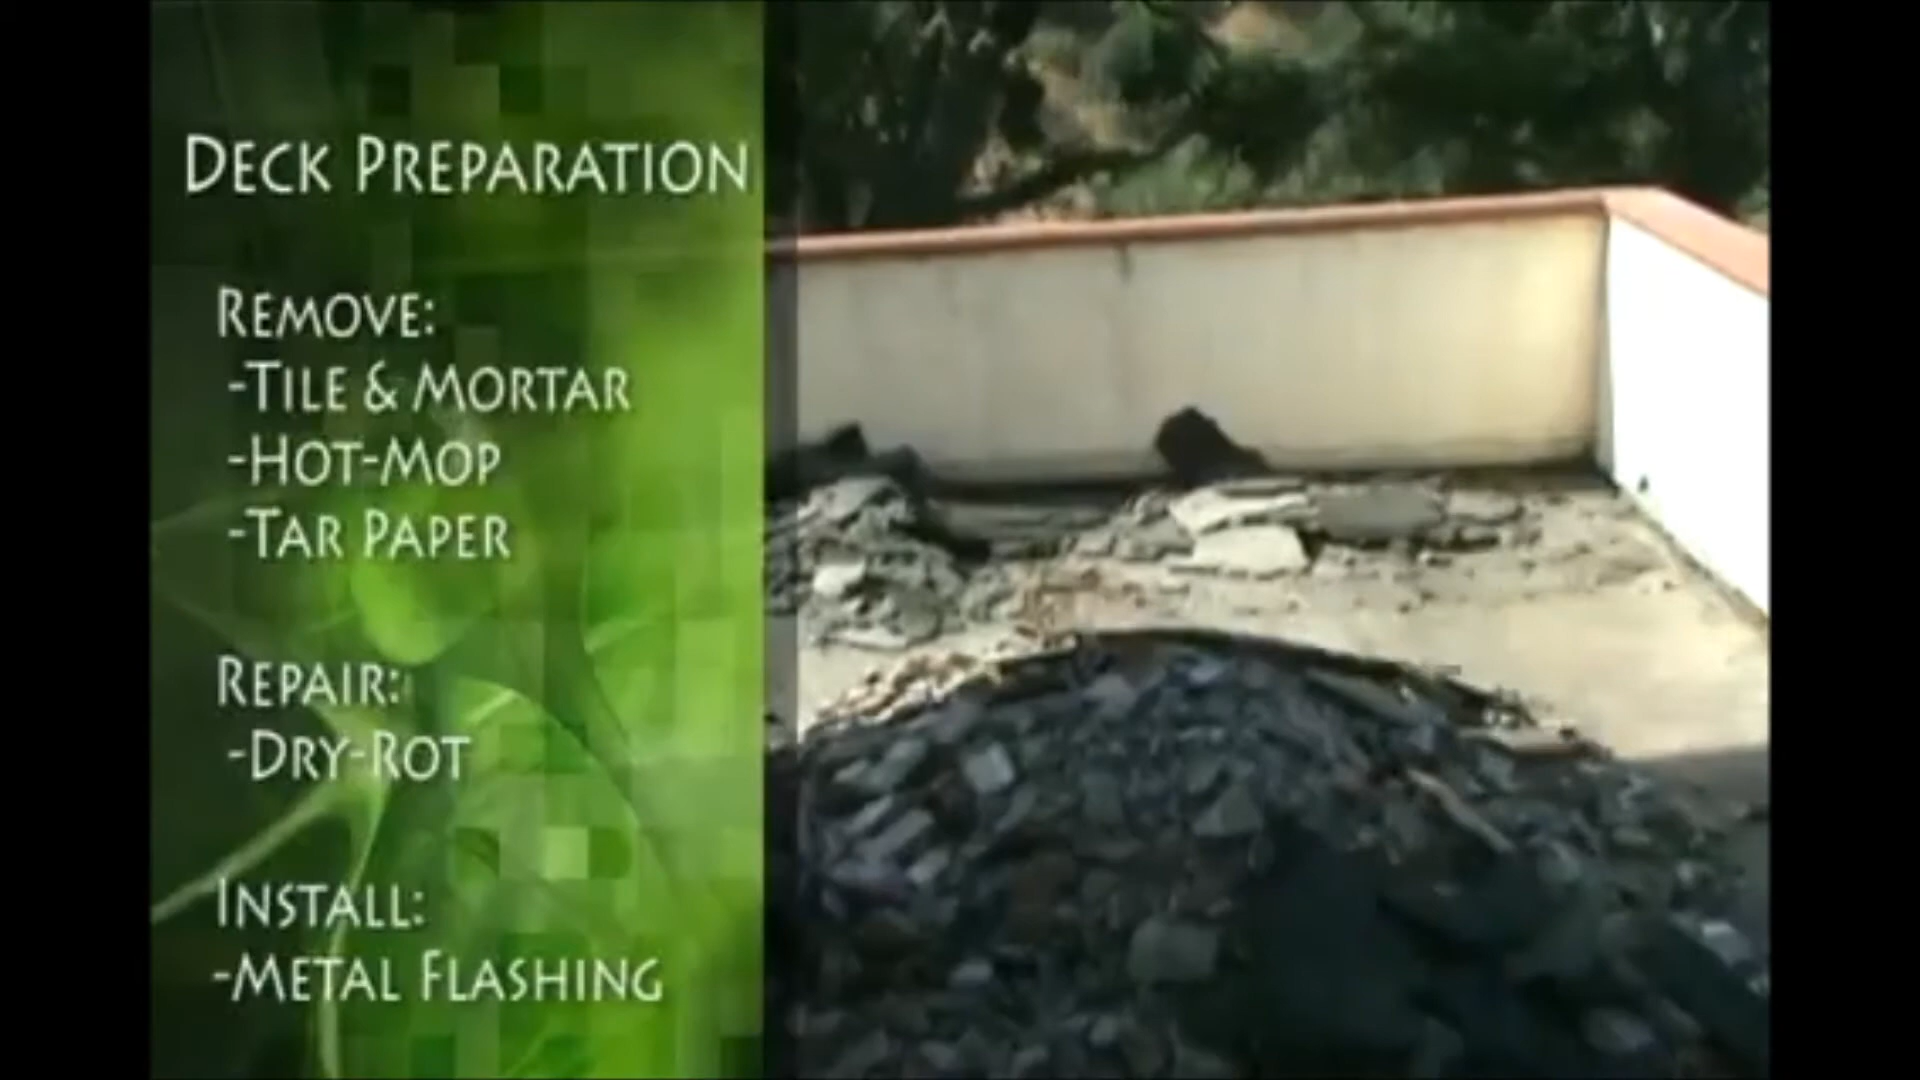 DECK PREPARATION
REMOVE:
-TILE & MORTAR
-HOT-MOP
-TAR PAPER
REPAIR:
-DRY-ROT
INSTALL:
-METAL FLASHING